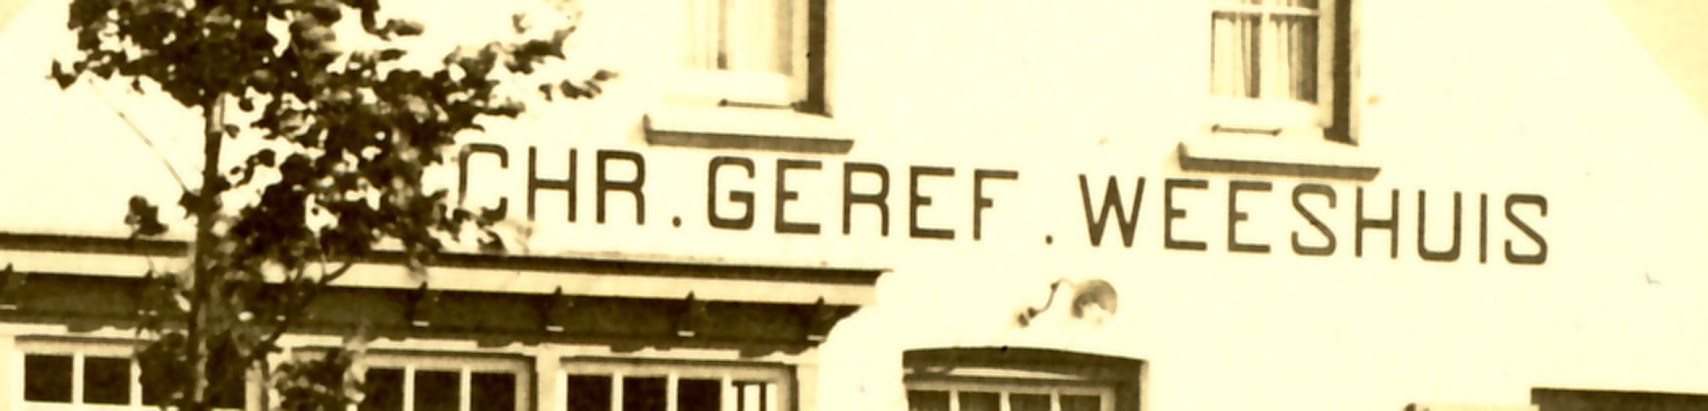 CHR. GEREF. WEESHUIS